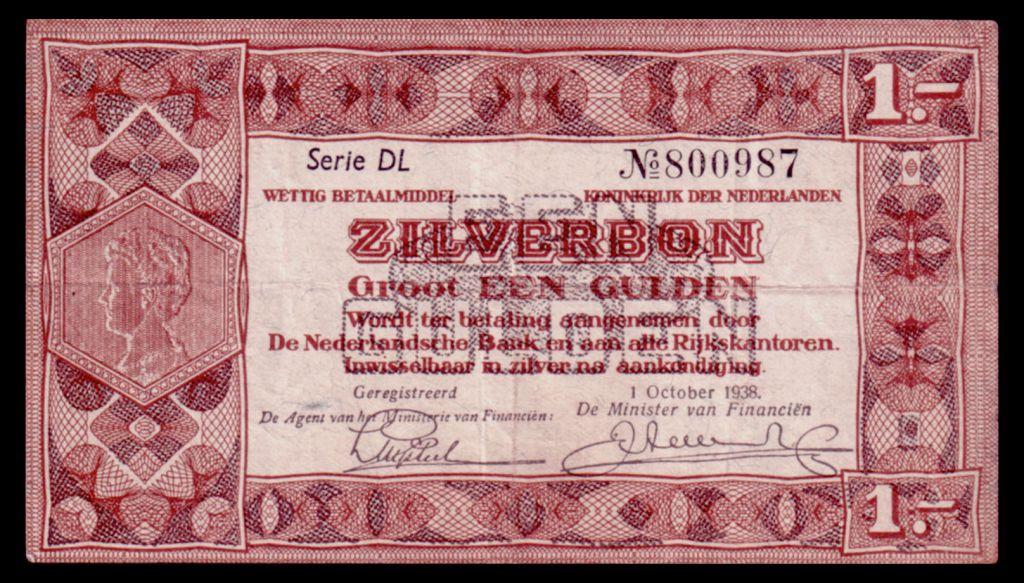 1.-
Serie DL
№800987
WETTIG BETAALMIDDEL
KONINKRIJK DER NEDERLANDEN
EEN
GULDEN
ZILVERBON
Groot EEN GULDEN
Wordt ter betaling aangenomen door
De Nederlandsche Bank en aan alle Rijkskantoren.
Inwisselbaar in zilver na aankondiging.
Geregistreerd
1 October 1938.
De Agent van het Ministerie van Financiën:
De Minister van Financiën
1.-